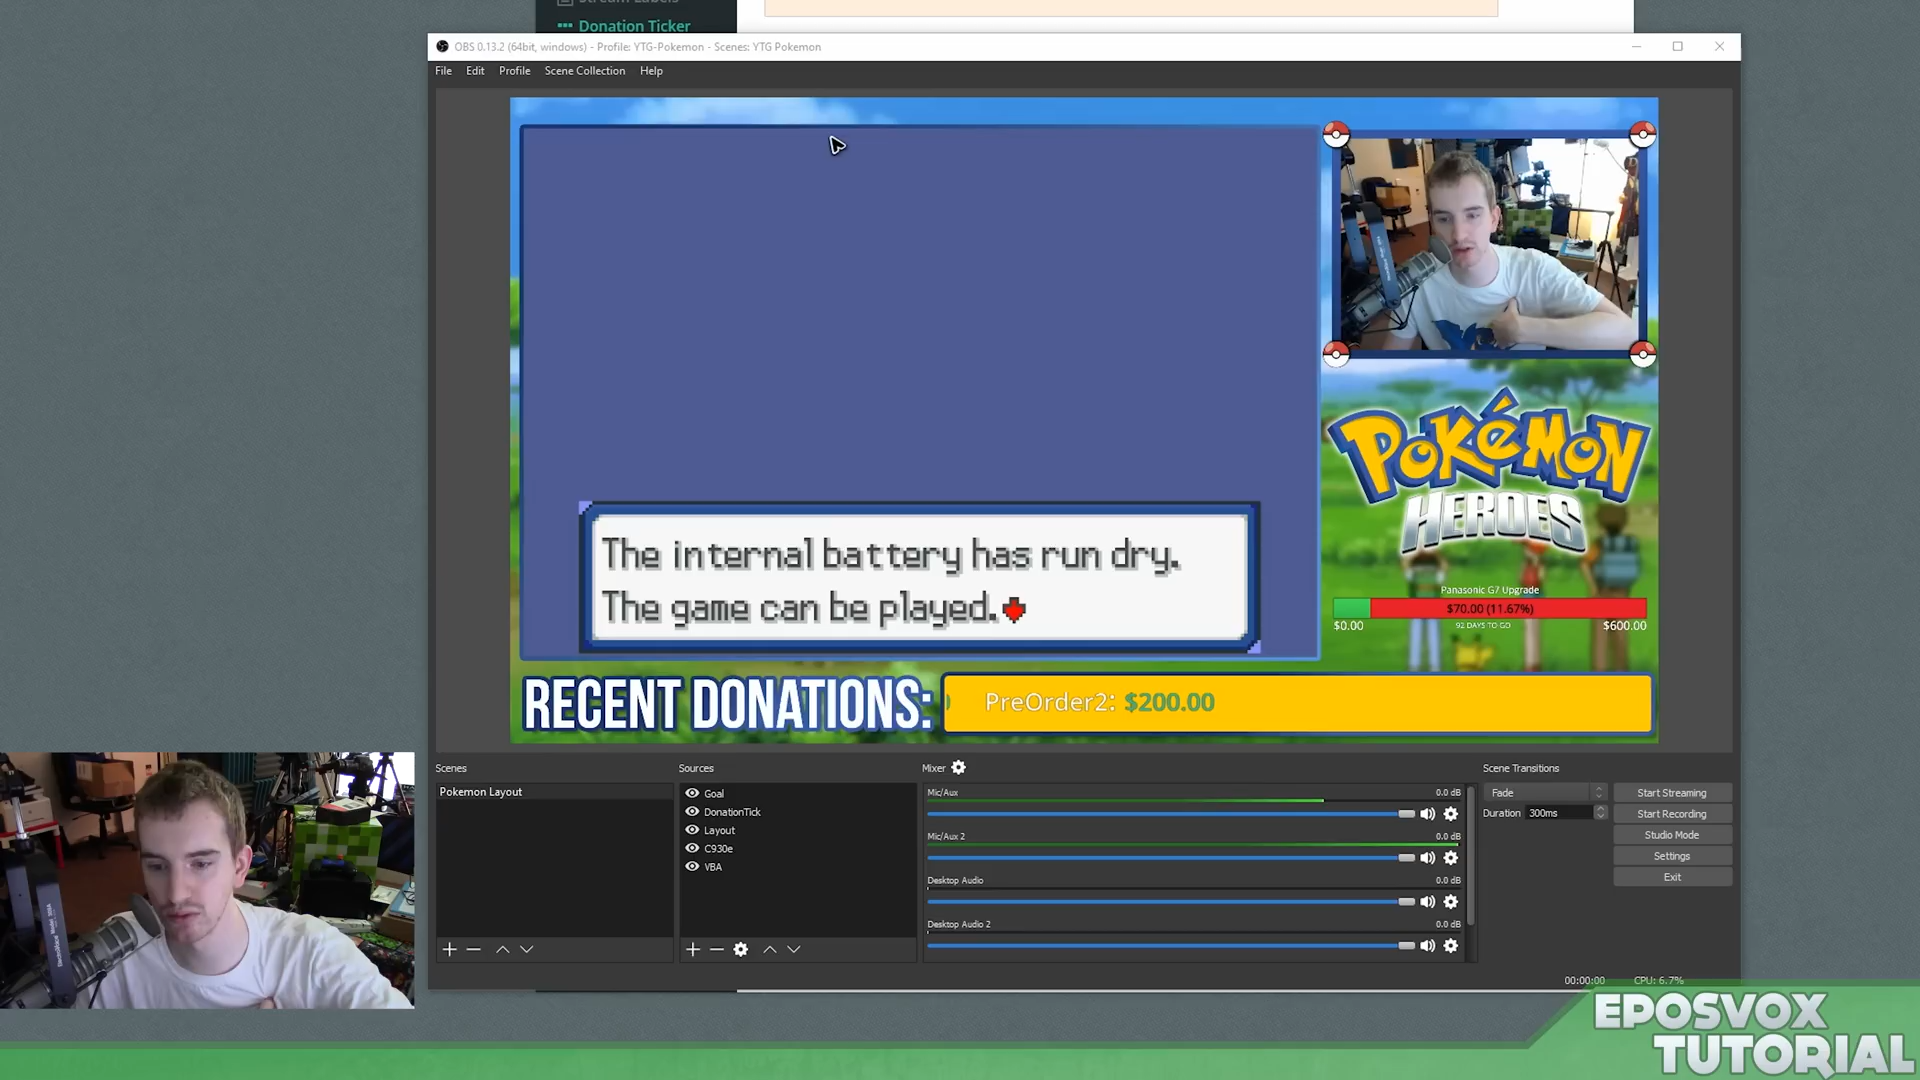 Stream Labels
Donation Ticker
OBS 0.13.2 (64bit, windows) - Profile: YTG-Pokemon - Scenes: YTG Pokemon
File Edit Profile Scene Collection Help
The internal battery has run dry.
The game can be played.
POKéMON
HEROES
Panasonic G7 Upgrade
$70.00 (11.67%)
$0.00 92 DAYS TO GO $600.00
RECENT DONATIONS: PreOrder2: $200.00
Scenes
Pokemon Layout
Sources
Goal
DonationTick
Layout
C930e
VBA
Mixer
Mic/Aux 0.0 dB
Mic/Aux 2 0.0 dB
Desktop Audio 0.0 dB
Desktop Audio 2 0.0 dB
Scene Transitions
Fade
Duration 300ms
Start Streaming
Start Recording
Studio Mode
Settings
Exit
00:00:00 CPU: 6.7%
EPOSVOX
TUTORIAL